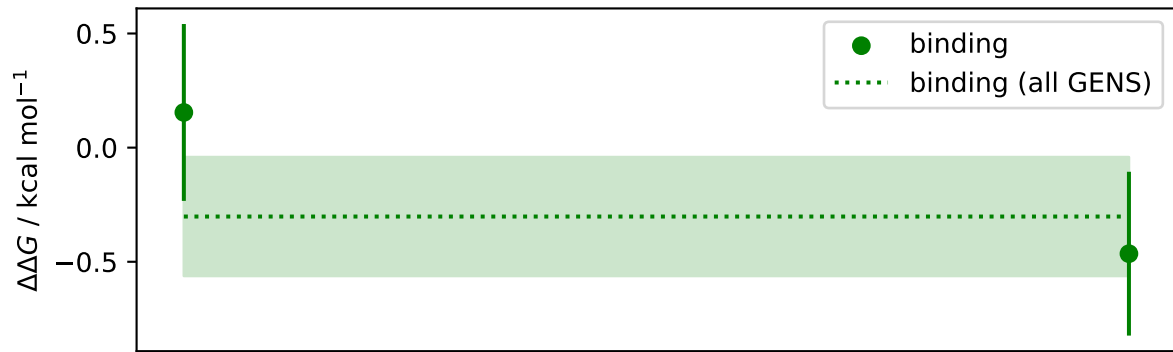 0.5
0.0
−0.5
ΔΔG / kcal mol⁻¹
binding
binding (all GENS)